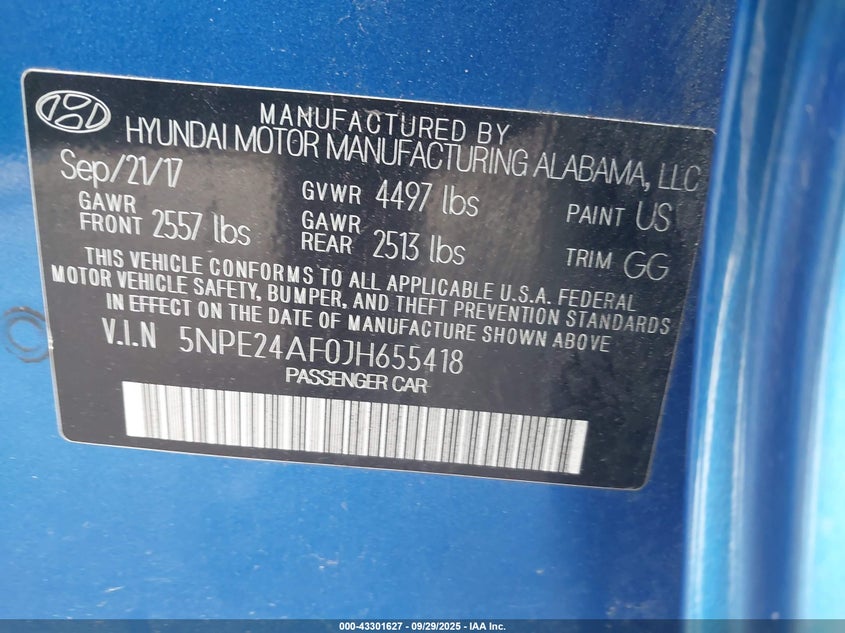 MANUFACTURED BY
HYUNDAI MOTOR MANUFACTURING ALABAMA, LLC
Sep/21/17 GVWR 4497 lbs PAINT US
GAWR FRONT 2557 lbs GAWR REAR 2513 lbs TRIM GG
THIS VEHICLE CONFORMS TO ALL APPLICABLE U.S.A. FEDERAL
MOTOR VEHICLE SAFETY, BUMPER, AND THEFT PREVENTION STANDARDS
IN EFFECT ON THE DATE OF MANUFACTURE SHOWN ABOVE
V.I.N 5NPE24AF0JH655418
PASSENGER CAR
000-43301627 - 09/29/2025 - IAA Inc.